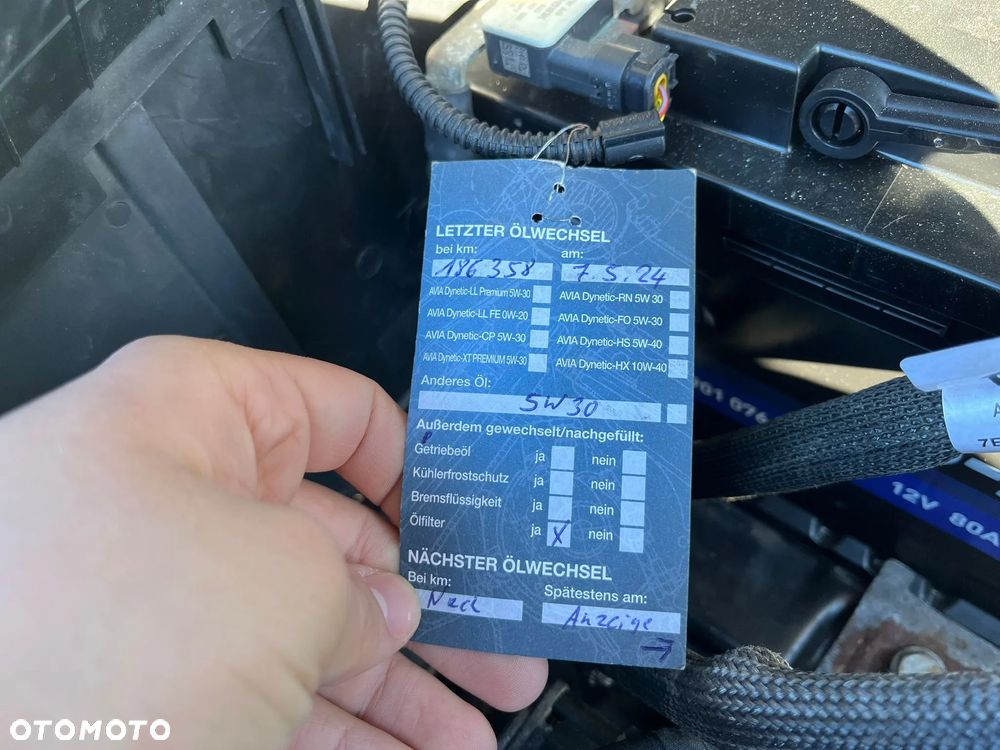 LETZTER ÖLWECHSEL
bei km: am:
186 358 7.5.24
AVIA Dynetic-LL Premium 5W-30 AVIA Dynetic-RN 5W 30
AVIA Dynetic-LL FE 0W-20 AVIA Dynetic-FO 5W-30
AVIA Dynetic-CP 5W-30 AVIA Dynetic-HS 5W-40
AVIA Dynetic-XT PREMIUM 5W-30 AVIA Dynetic-HX 10W-40
Anderes Öl:
5W30
Außerdem gewechselt/nachgefüllt:
Getriebeöl ja nein
Kühlerfrostschutz ja nein
Bremsflüssigkeit ja nein
Ölfilter ja X nein
NÄCHSTER ÖLWECHSEL
Bei km: Spätestens am:
Nach Anzeige
12V 80A
OTOMOTO